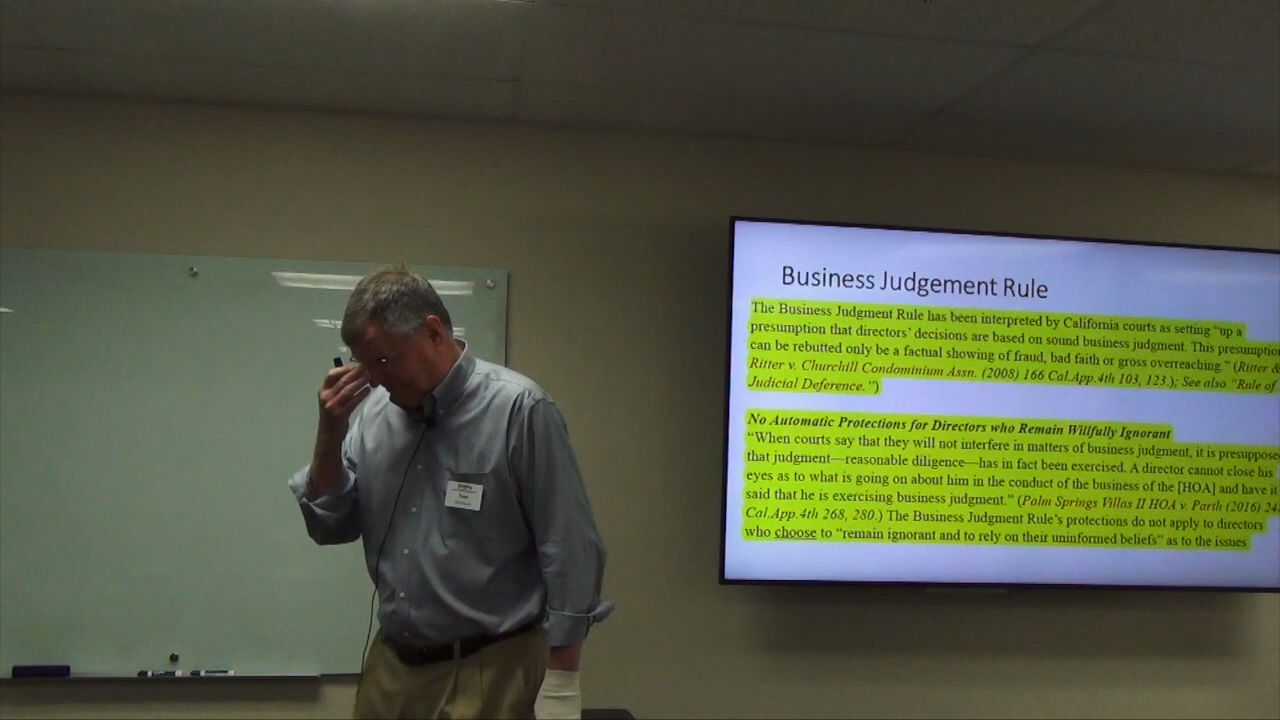 Business Judgement Rule
The Business Judgment Rule has been interpreted by California courts as setting “up a
presumption that directors’ decisions are based on sound business judgment. This presumption
can be rebutted only be a factual showing of fraud, bad faith or gross overreaching.” (Ritter &
Ritter v. Churchill Condominium Assn. (2008) 166 Cal.App.4th 103, 123.); See also “Rule of
Judicial Deference.”)
No Automatic Protections for Directors who Remain Willfully Ignorant
“When courts say that they will not interfere in matters of business judgment, it is presuppose
that judgment—reasonable diligence—has in fact been exercised. A director cannot close his
eyes as to what is going on about him in the conduct of the business of the [HOA] and have it
said that he is exercising business judgment.” (Palm Springs Villas II HOA v. Parth (2016) 24
Cal.App.4th 268, 280.) The Business Judgment Rule’s protections do not apply to directors
who choose to “remain ignorant and to rely on their uninformed beliefs” as to the issues